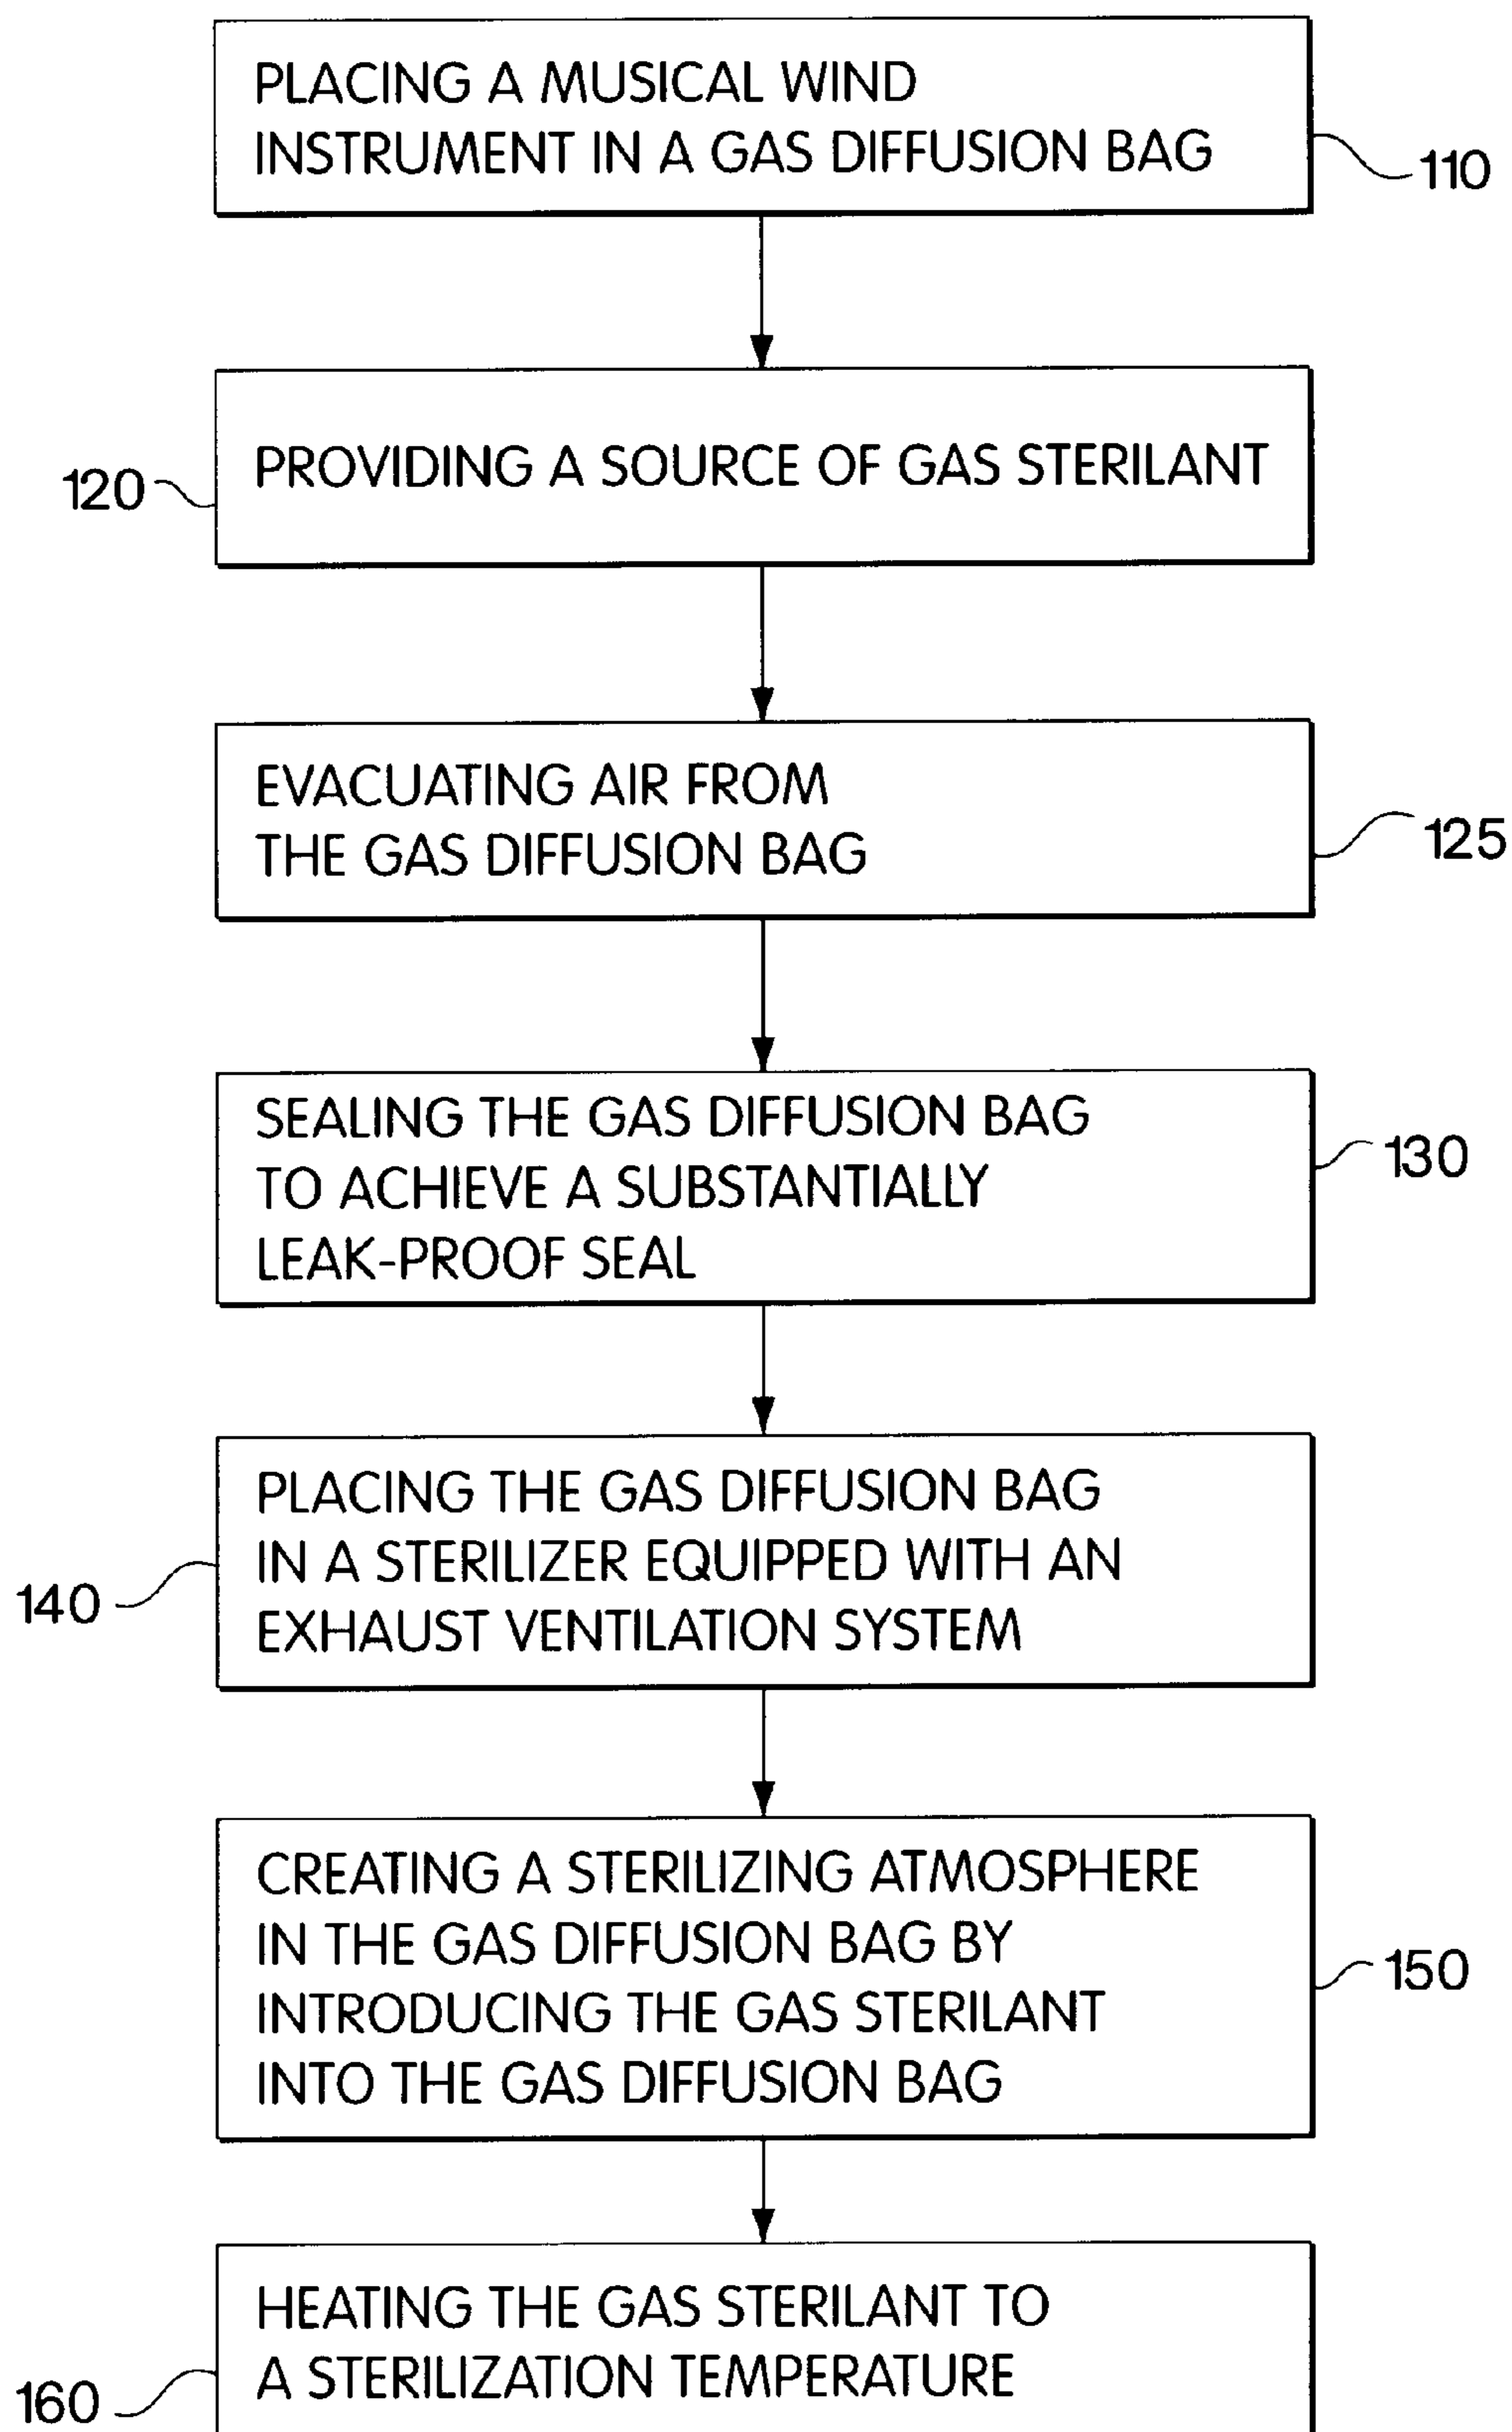 PLACING A MUSICAL WIND
INSTRUMENT IN A GAS DIFFUSION BAG
110
PROVIDING A SOURCE OF GAS STERILANT
120
EVACUATING AIR FROM
THE GAS DIFFUSION BAG
125
SEALING THE GAS DIFFUSION BAG
TO ACHIEVE A SUBSTANTIALLY
LEAK-PROOF SEAL
130
PLACING THE GAS DIFFUSION BAG
IN A STERILIZER EQUIPPED WITH AN
EXHAUST VENTILATION SYSTEM
140
CREATING A STERILIZING ATMOSPHERE
IN THE GAS DIFFUSION BAG BY
INTRODUCING THE GAS STERILANT
INTO THE GAS DIFFUSION BAG
150
HEATING THE GAS STERILANT TO
A STERILIZATION TEMPERATURE
160